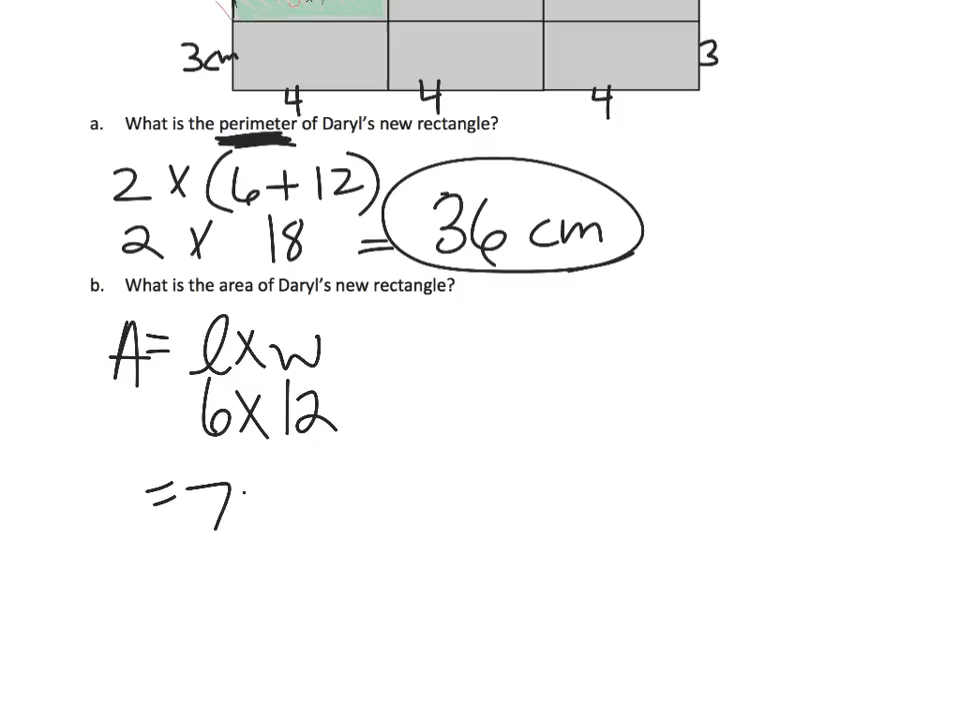 3cm 3
4 4 4
a. What is the perimeter of Daryl's new rectangle?
2 x (6+12)
2 x 18 = 36 cm
b. What is the area of Daryl's new rectangle?
A= l x w
6 x 12
= 7